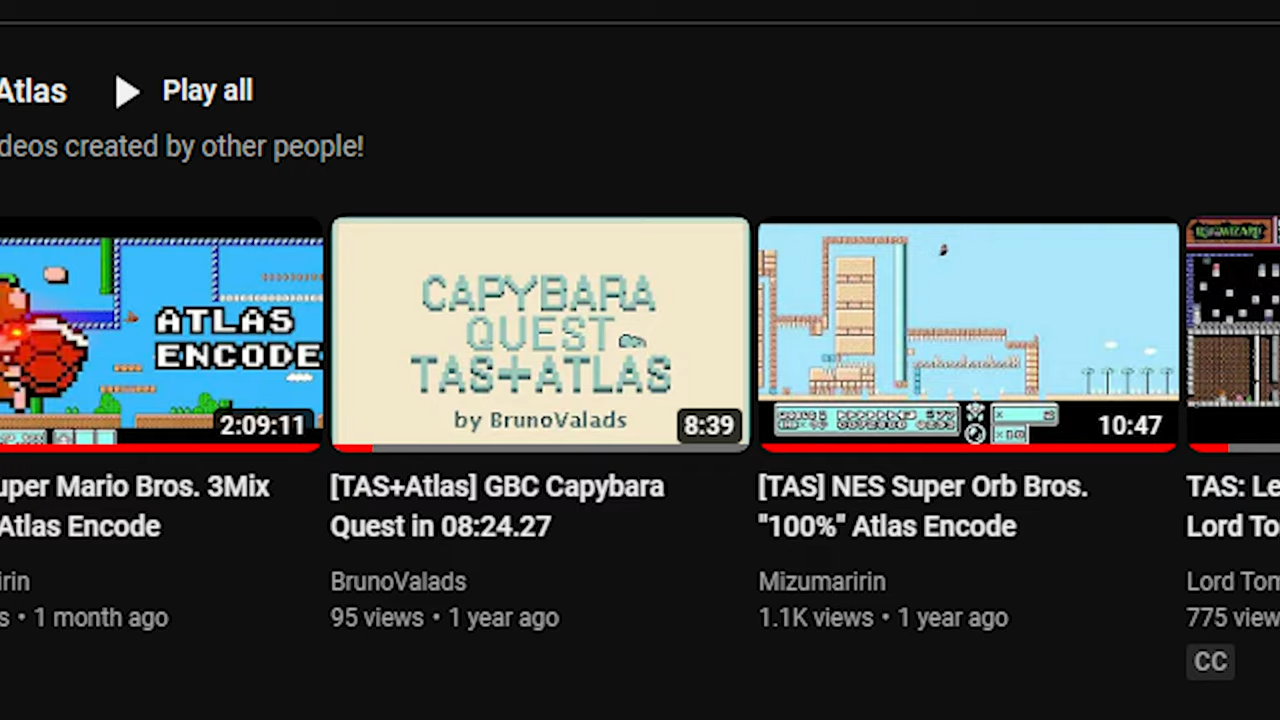 Atlas
Play all
deos created by other people!
ATLAS
ENCODE
2:09:11
CAPYBARA
QUEST
TAS+ATLAS
by BrunoValads
8:39
10:47
uper Mario Bros. 3Mix
Atlas Encode
irin
s • 1 month ago
[TAS+Atlas] GBC Capybara
Quest in 08:24.27
BrunoValads
95 views • 1 year ago
[TAS] NES Super Orb Bros.
"100%" Atlas Encode
Mizumaririn
1.1K views • 1 year ago
TAS: Le
Lord To
Lord Tom
775 view
CC